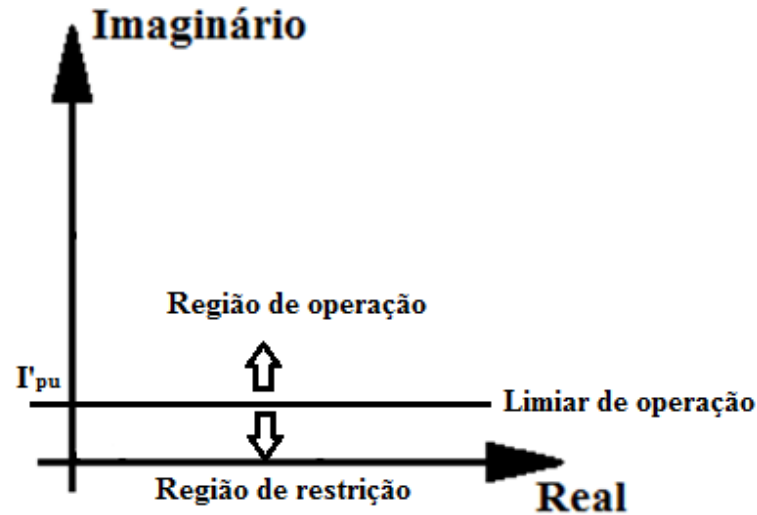 Imaginário
Região de operação
I'pu
Limiar de operação
Região de restrição
Real